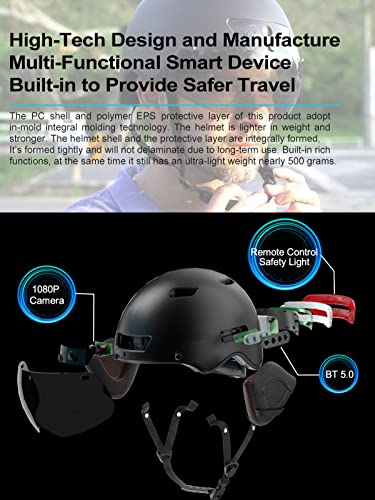 High-Tech Design and Manufacture
Multi-Functional Smart Device
Built-in to Provide Safer Travel
The PC shell and polymer EPS protective layer of this product adopt
in-mold integral molding technology. The helmet is lighter in weight and
stronger. The helmet shell and the protective layer are integrally formed,
It's formed tightly and will not delaminate due to long-term use. Built-in rich
functions, at the same time it still has an ultra-light weight nearly 500 grams.
Remote Control
Safety Light
1080P
Camera
BT 5.0